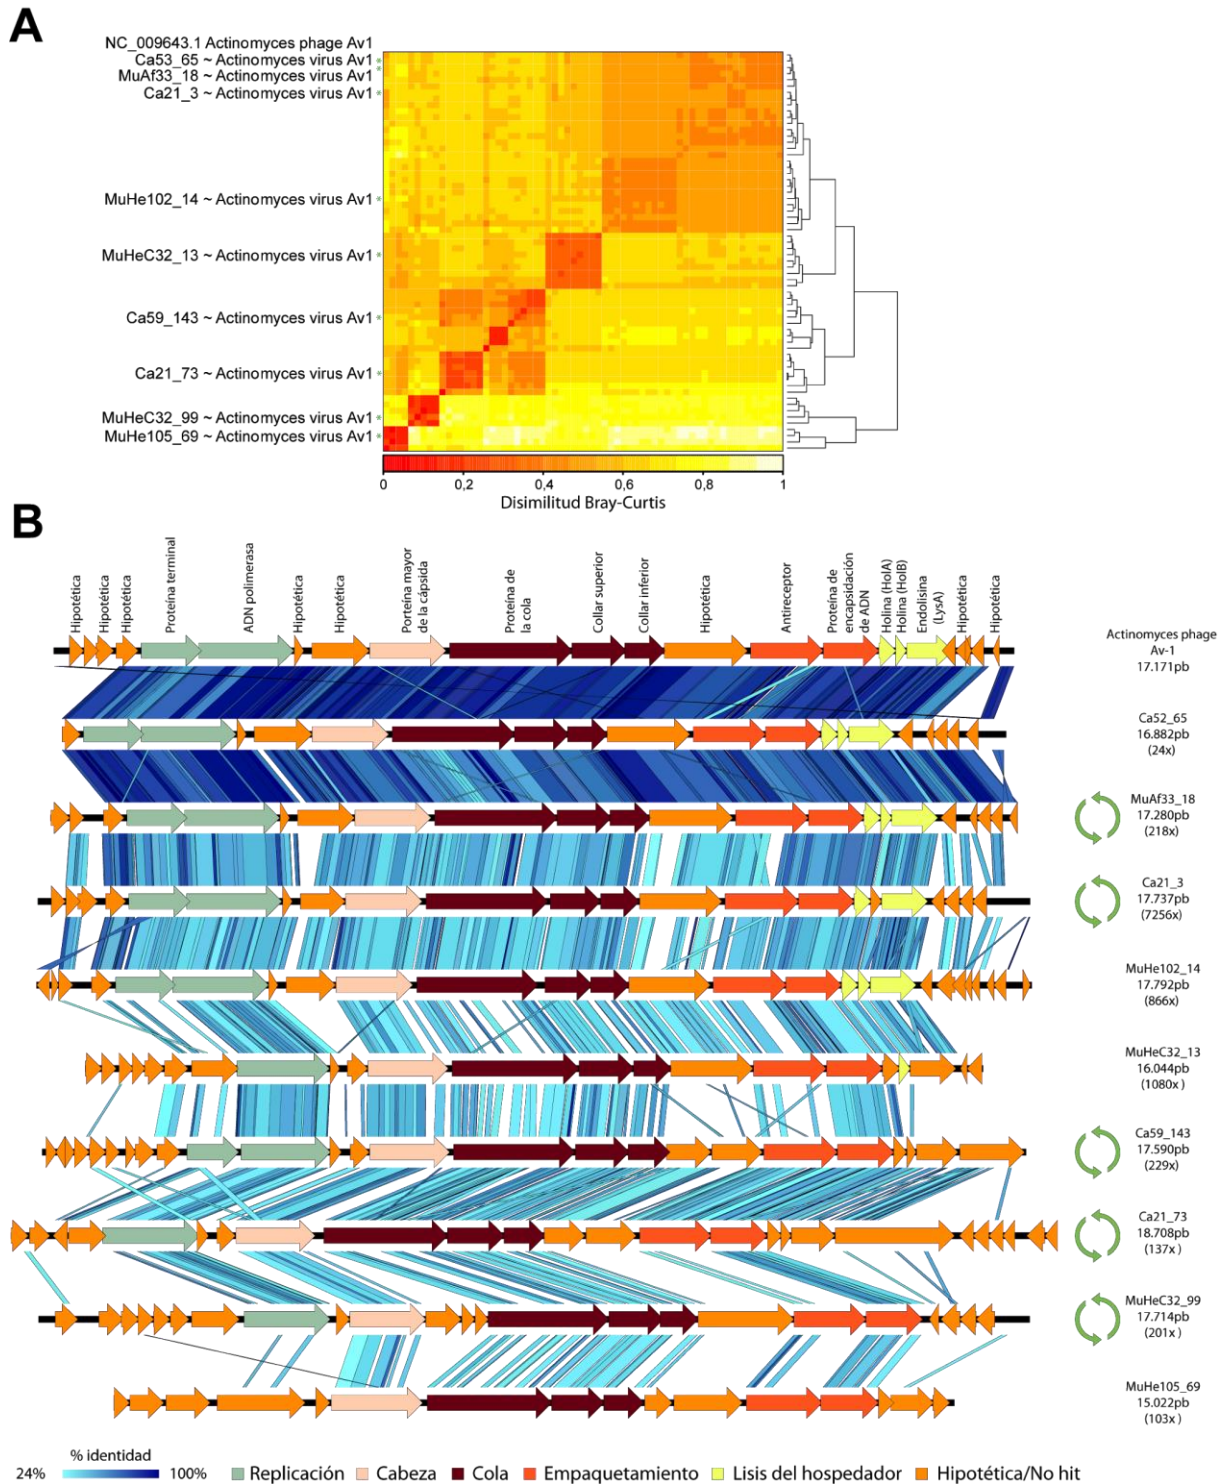 A
NC_009643.1 Actinomyces phage Av1
Ca53_65 ~ Actinomyces virus Av1 *
MuAf33_18 ~ Actinomyces virus Av1 *
Ca21_3 ~ Actinomyces virus Av1 *
MuHe102_14 ~ Actinomyces virus Av1 *
MuHeC32_13 ~ Actinomyces virus Av1 *
Ca59_143 ~ Actinomyces virus Av1 *
Ca21_73 ~ Actinomyces virus Av1 *
MuHeC32_99 ~ Actinomyces virus Av1 *
MuHe105_69 ~ Actinomyces virus Av1 *
0 0,2 0,4 0,6 0,8 1
Disimilitud Bray-Curtis
B
Hipotética
Hipotética
Hipotética
Proteína terminal
ADN polimerasa
Hipotética
Hipotética
Porteína mayor
de la cápsida
Proteína de
la cola
Collar superior
Collar inferior
Hipotética
Antireceptor
Proteína de
encapsidación
de ADN
Holina (HolA)
Holina (HolB)
Endolisina
(LysA)
Hipotética
Hipotética
Actinomyces phage
Av-1
17.171pb
Ca52_65
16.882pb
(24x)
MuAf33_18
17.280pb
(218x)
Ca21_3
17.737pb
(7256x)
MuHe102_14
17.792pb
(866x)
MuHeC32_13
16.044pb
(1080x )
Ca59_143
17.590pb
(229x)
Ca21_73
18.708pb
(137x )
MuHeC32_99
17.714pb
(201x )
MuHe105_69
15.022pb
(103x )
% identidad
24% 100% Replicación Cabeza Cola Empaquetamiento Lisis del hospedador Hipotética/No hit